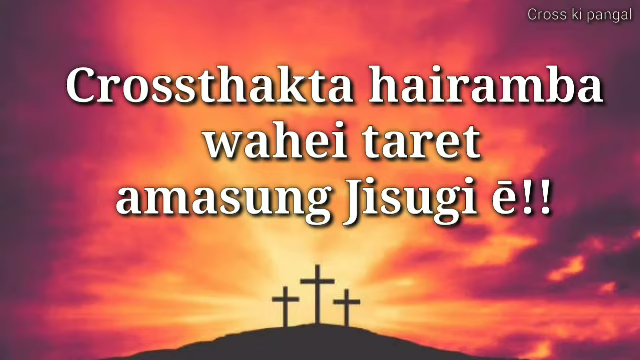 Cross ki pangal
Crossthakta hairamba
wahei taret
amasung Jisugi ē!!